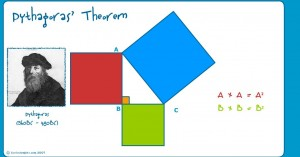 Pythagoras' Theorem
A
B
C
Pythagoras
A x A = A²
B x B = B²